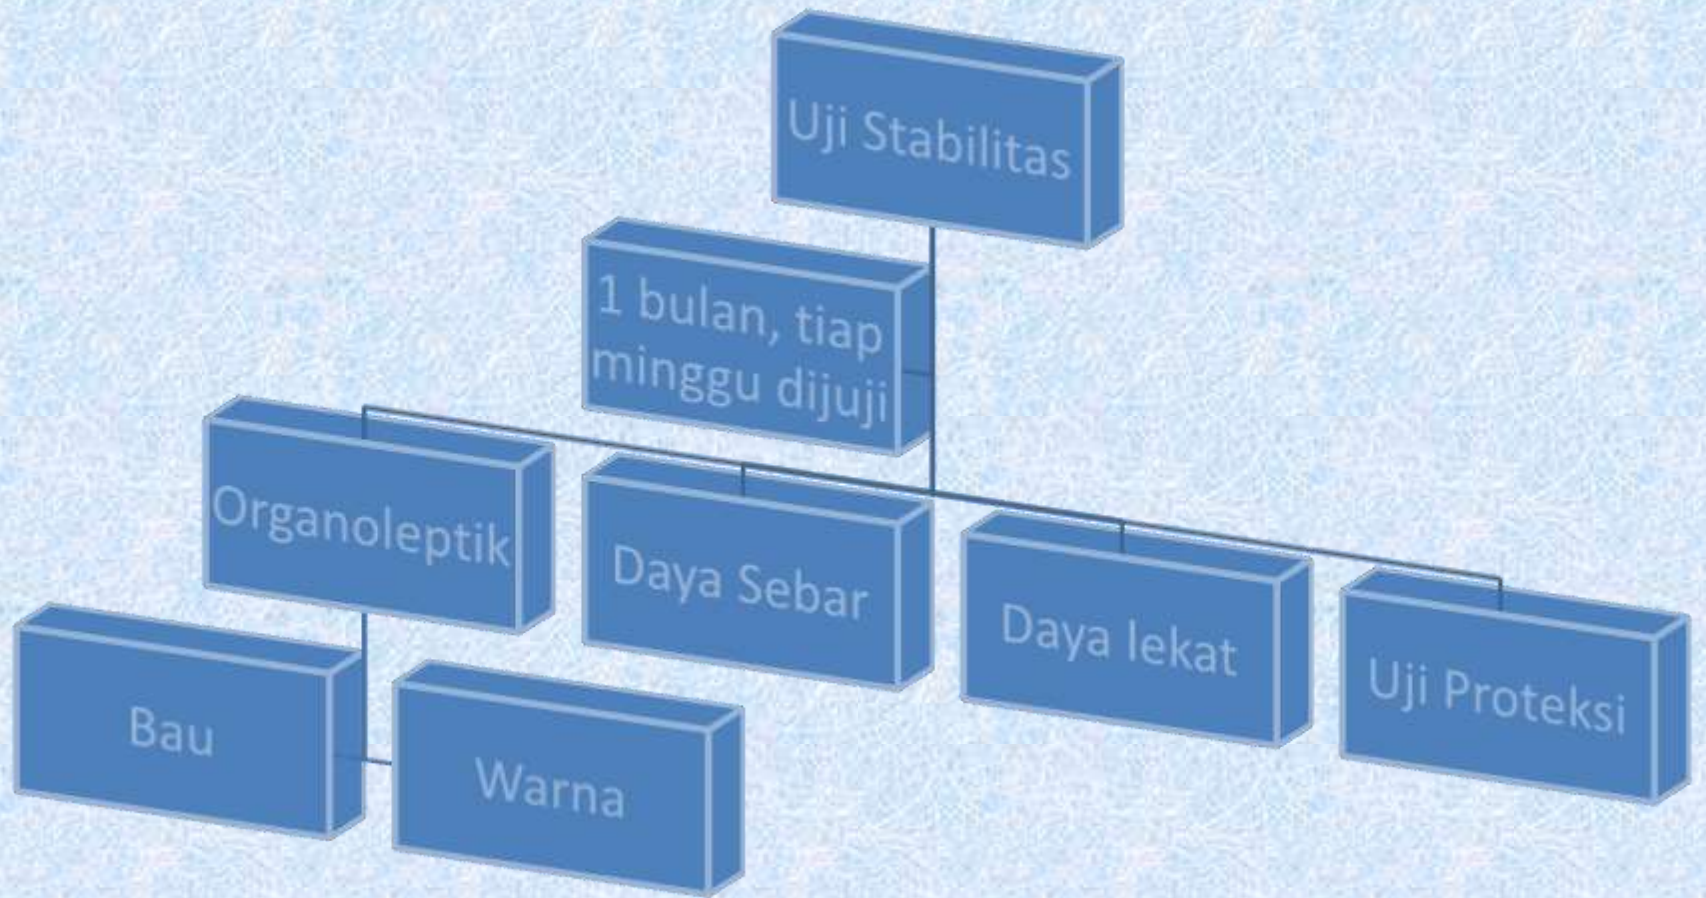 Uji Stabilitas
1 bulan, tiap
minggu dijuji
Organoleptik
Daya Sebar
Daya lekat
Uji Proteksi
Bau
Warna